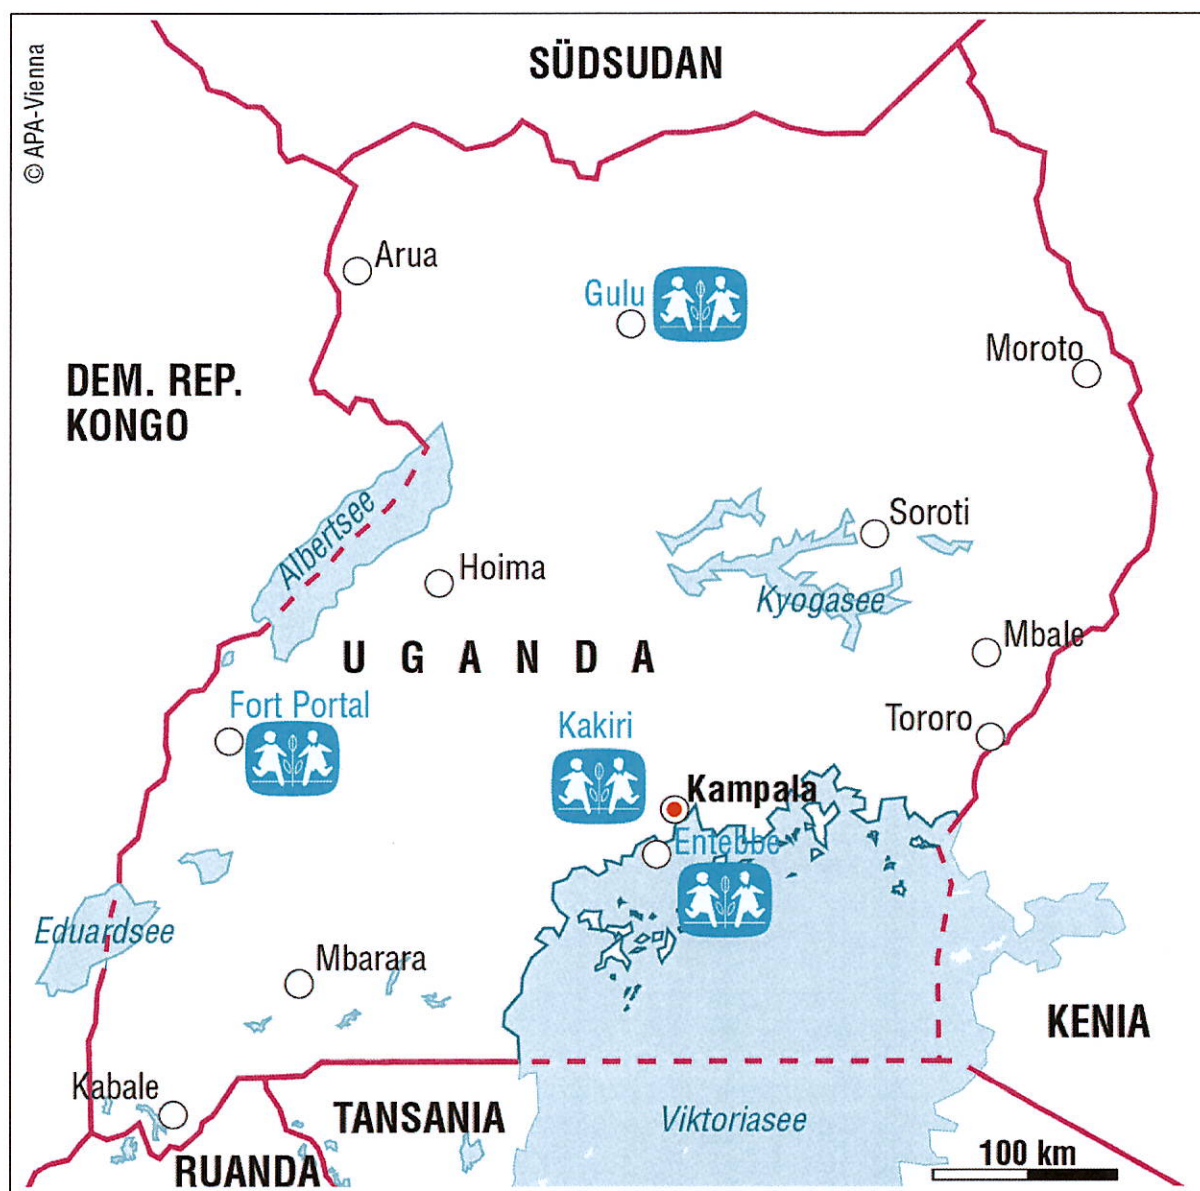 © APA-Vienna
SÜDSUDAN
Arua
Gulu
Moroto
DEM. REP.
KONGO
Albertsee
Soroti
Hoima
Kyogasee
UGANDA
Mbale
Fort Portal
Kakiri
Tororo
Kampala
Entebbe
Eduardsee
Mbarara
KENIA
Kabale
TANSANIA
Viktoriasee
RUANDA
100 km